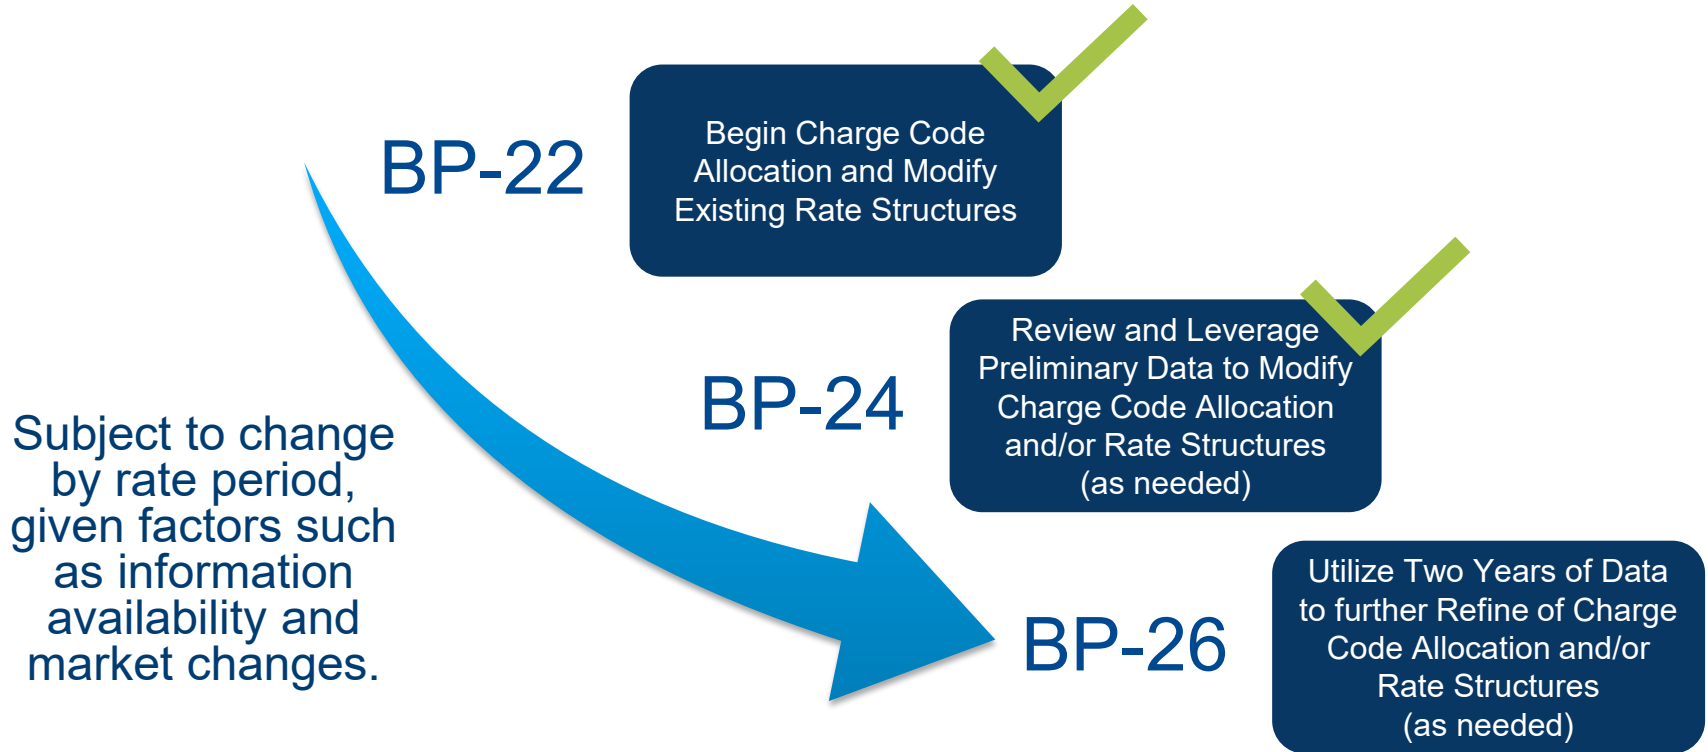 BP-22
Begin Charge Code
Allocation and Modify
Existing Rate Structures
BP-24
Review and Leverage
Preliminary Data to Modify
Charge Code Allocation
and/or Rate Structures
(as needed)
Subject to change
by rate period,
given factors such
as information
availability and
market changes.
BP-26
Utilize Two Years of Data
to further Refine of Charge
Code Allocation and/or
Rate Structures
(as needed)